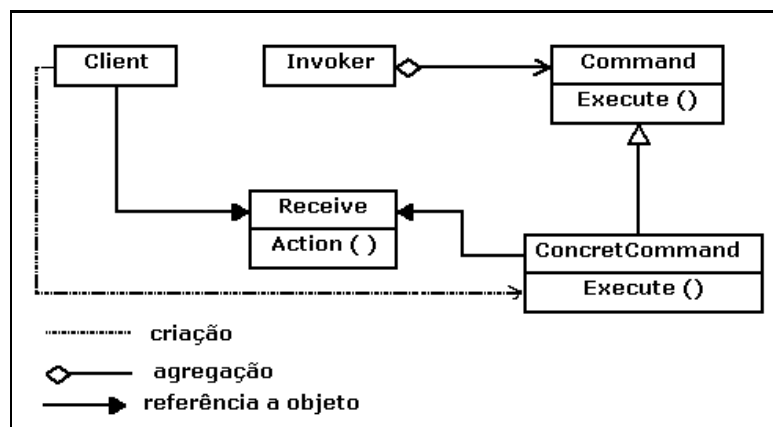 Client
Invoker
Command
Execute ()
Receive
Action ( )
ConcretCommand
Execute ()
criação
agregação
referência a objeto